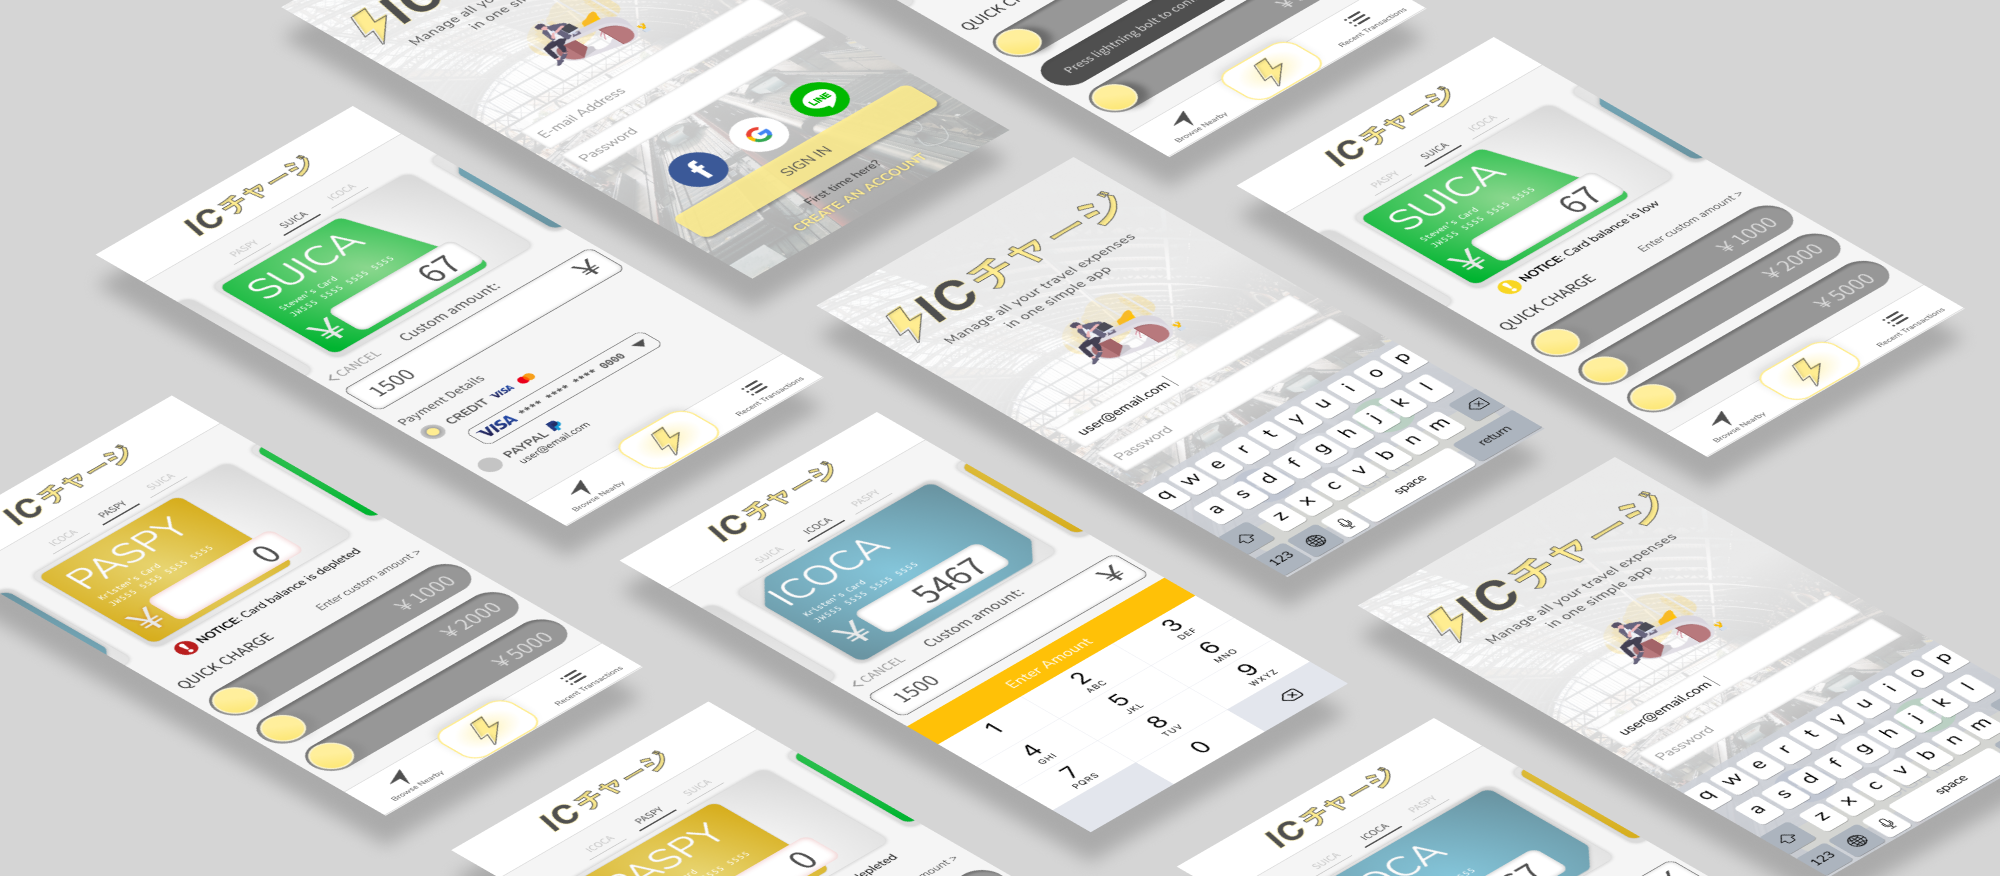 Manage all your
in one simple
E-mail Address
Password
LINE
f
G
SIGN IN
First time here?
CREATE AN ACCOUNT
QUICK
Press lightning bolt to
Browse Nearby
Recent Transactions
ICチャージ
PASPY
SUICA
ICOCA
SUICA
Steven's Card
JW555 5555 5555 5555
¥
67
<CANCEL
Custom amount:
1500
¥
Payment Details
CREDIT VISA
VISA **** **** **** 0000
PAYPAL
user@email.com
Browse Nearby
Recent Transactions
ICチャージ
Manage all your travel expenses
in one simple app
user@email.com
Password
q w e r t y u i o p
a s d f g h j k l
z x c v b n m
123
space
return
ICチャージ
PASPY
SUICA
ICOCA
SUICA
Steven's Card
JW555 5555 5555 5555
¥
67
NOTICE: Card balance is low
Enter custom amount >
QUICK CHARGE
¥1000
¥2000
¥5000
Browse Nearby
Recent Transactions
ICチャージ
ICOCA
PASPY
SUICA
PASPY
Kristen's Card
JW555 5555 5555 5555
¥
0
NOTICE: Card balance is depleted
Enter custom amount >
QUICK CHARGE
¥1000
¥2000
¥5000
Browse Nearby
Recent Transactions
ICチャージ
SUICA
ICOCA
PASPY
ICOCA
Kristen's Card
JW555 5555 5555 5555
¥
5467
<CANCEL
Custom amount:
1500
¥
Enter Amount
1
2 ABC
3 DEF
4 GHI
5 JKL
6 MNO
7 PQRS
8 TUV
9 WXYZ
0
ICチャージ
Manage all your travel expenses
in one simple app
user@email.com
Password
q w e r t y u i o p
a s d f g h j k l
z x c v b n m
123
space
ICチャージ
ICOCA
PASPY
SUICA
PASPY
0
ICチャージ
SUICA
ICOCA
PASPY